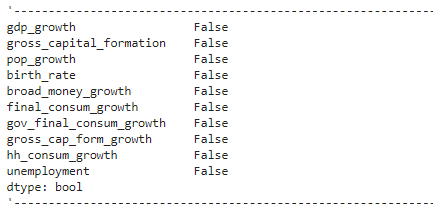 '--------------------------------------------------------------
gdp_growth                  False
gross_capital_formation     False
pop_growth                  False
birth_rate                  False
broad_money_growth          False
final_consum_growth         False
gov_final_consum_growth     False
gross_cap_form_growth       False
hh_consum_growth            False
unemployment                False
dtype: bool
'--------------------------------------------------------------